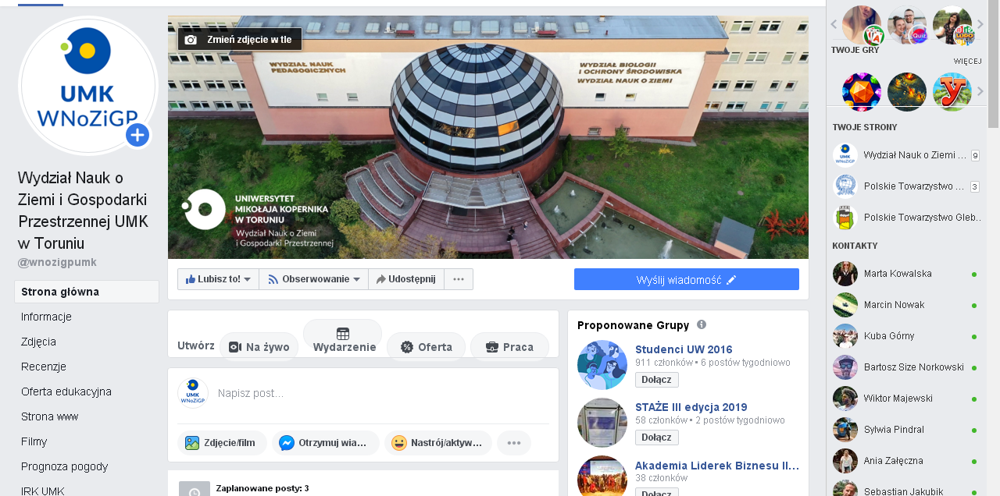 UMK
WNoZiGP
Wydział Nauk o
Ziemi i Gospodarki
Przestrzennej UMK
w Toruniu
@wnozigpumk
Strona główna
Informacje
Zdjęcia
Recenzje
Oferta edukacyjna
Strona www
Filmy
Prognoza pogody
IRK UMK
Zmień zdjęcie w tle
WYDZIAŁ NAUK
PEDAGOGICZNYCH
WYDZIAŁ BIOLOGII
I OCHRONY ŚRODOWISKA
WYDZIAŁ NAUK O ZIEMI
UNIWERSYTET
MIKOŁAJA KOPERNIKA
W TORUNIU
Wydział Nauk o Ziemi
i Gospodarki Przestrzennej
Lubisz to!
Obserwowanie
Udostępnij
Wyślij wiadomość
Utwórz
Na żywo
Wydarzenie
Oferta
Praca
UMK
WNoZiGP
Napisz post...
Zdjęcie/film
Otrzymuj wia...
Nastrój/aktyw...
Zaplanowane posty: 3
Proponowane Grupy
Studenci UW 2016
911 członków • 6 postów tygodniowo
Dołącz
STAŻE III edycja 2019
58 członków • 2 postów tygodniowo
Dołącz
Akademia Liderek Biznesu II...
38 członków
Dołącz
Quiz
LUDO
TWOJE GRY
WIĘCEJ
Y
TWOJE STRONY
UMK
Wydział Nauk o Ziemi ... 9
Polskie Towarzystwo ... 3
Polskie Towarzystwo Gleb..
KONTAKTY
Marta Kowalska
Marcin Nowak
Kuba Górny
Bartosz Size Norkowski
Wiktor Majewski
Sylwia Pindral
Ania Załęczna
Sebastian Jakubik